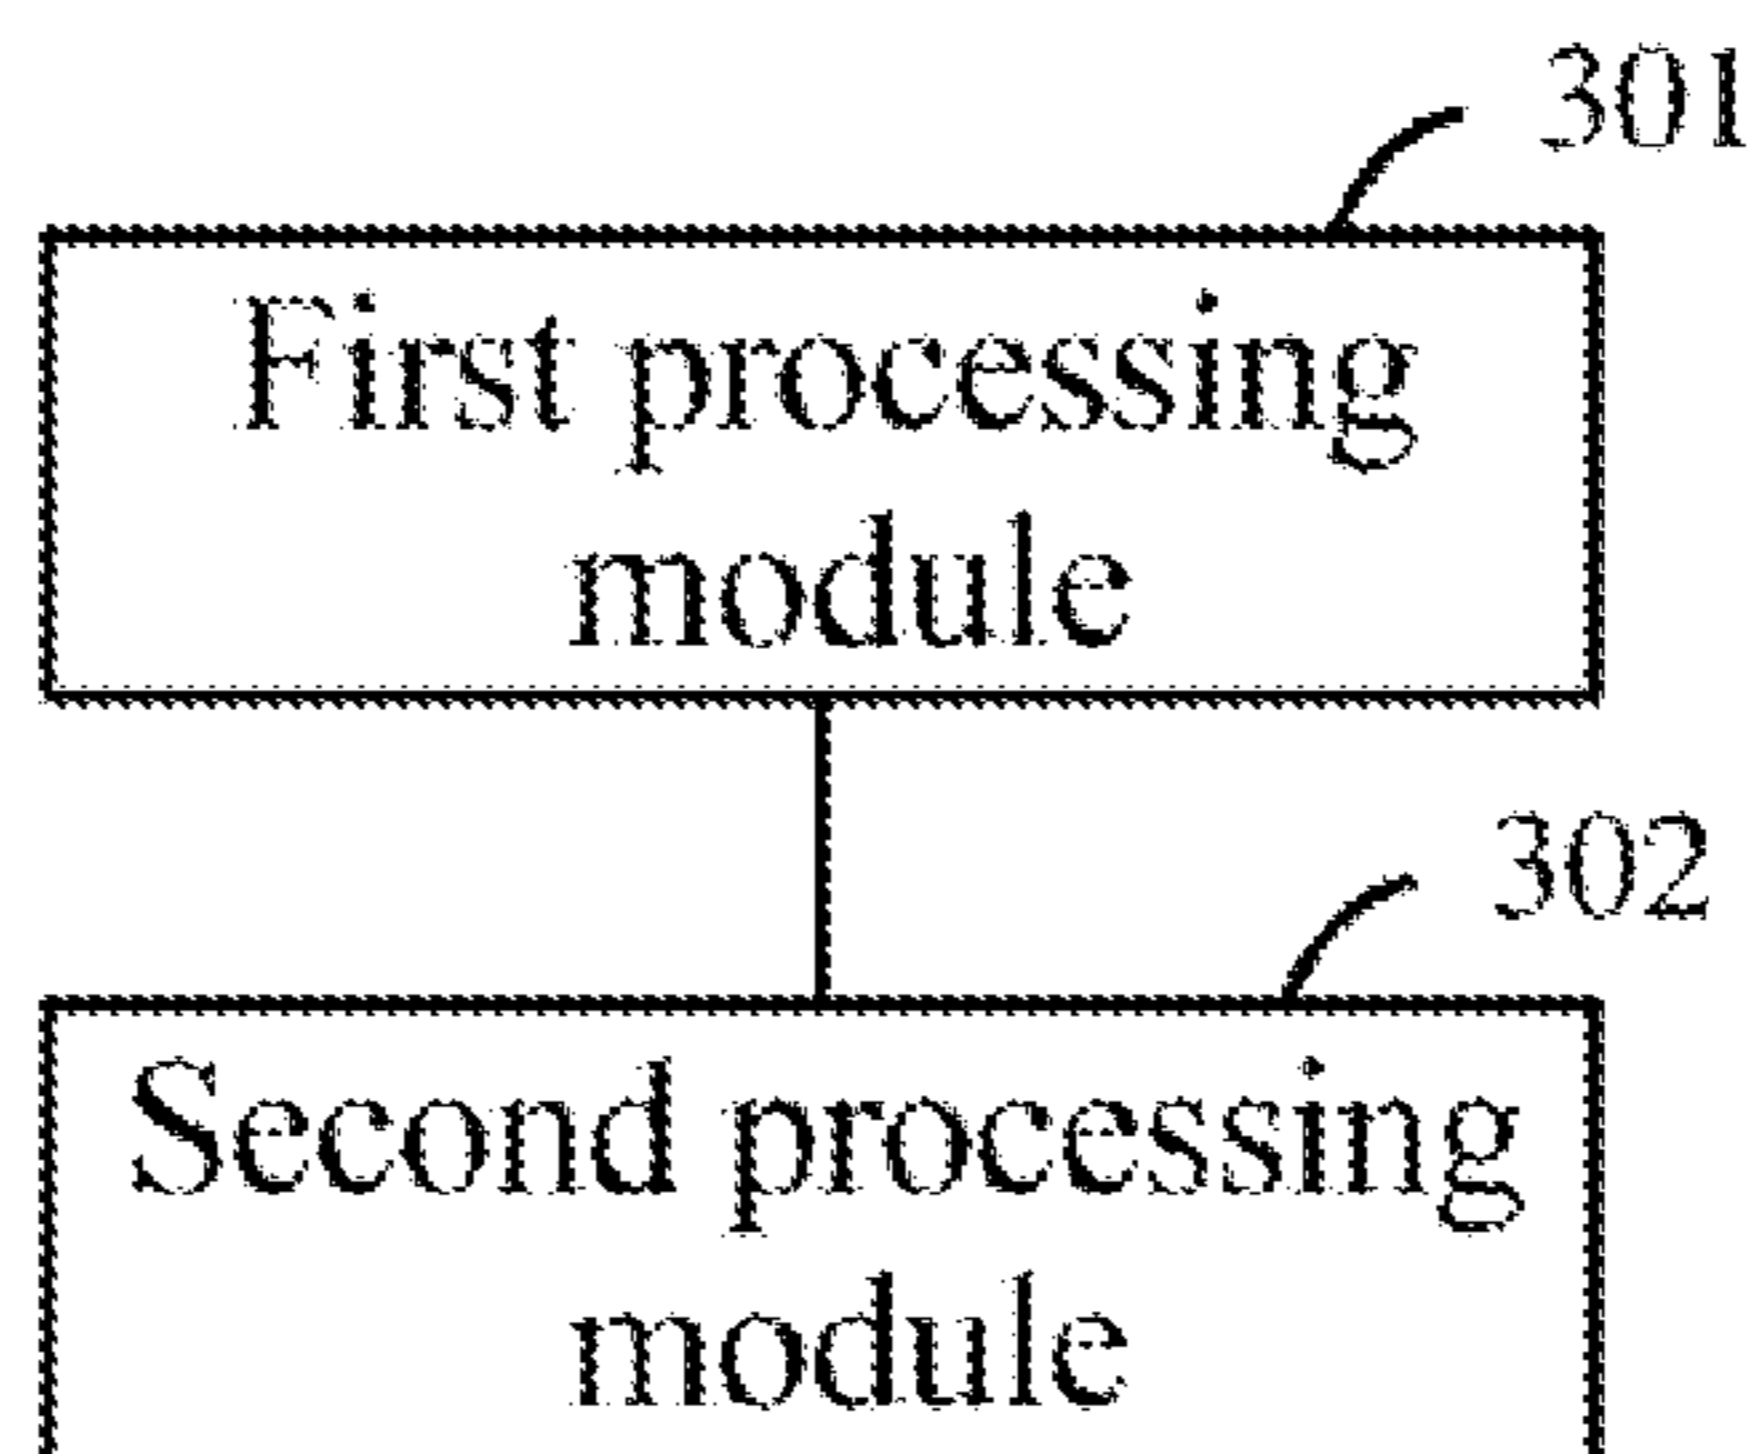 301
First processing
module
302
Second processing
module